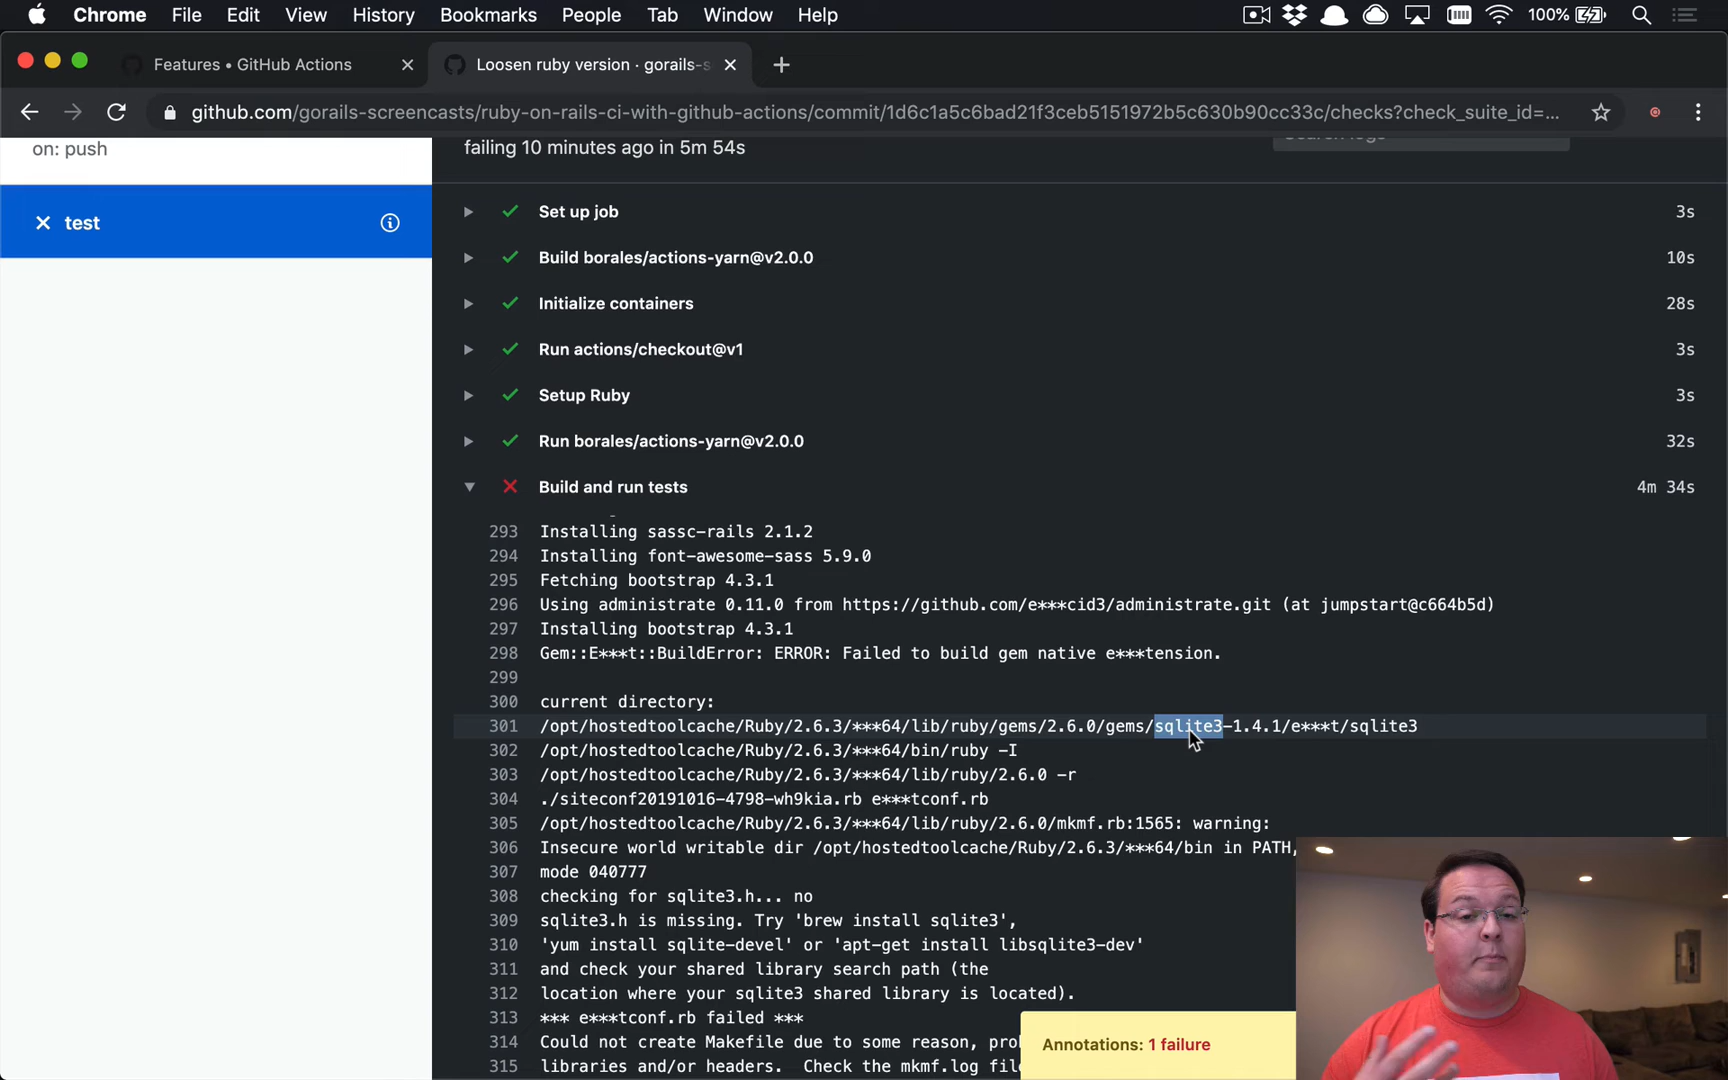 Chrome File Edit View History Bookmarks People Tab Window Help 100%
Features • GitHub Actions
Loosen ruby version · gorails-s
github.com/gorails-screencasts/ruby-on-rails-ci-with-github-actions/commit/1d6c1a5c6bad21f3ceb5151972b5c630b90cc33c/checks?check_suite_id=...
on: push
failing 10 minutes ago in 5m 54s
test
Set up job 3s
Build borales/actions-yarn@v2.0.0 10s
Initialize containers 28s
Run actions/checkout@v1 3s
Setup Ruby 3s
Run borales/actions-yarn@v2.0.0 32s
Build and run tests 4m 34s
293 Installing sassc-rails 2.1.2
294 Installing font-awesome-sass 5.9.0
295 Fetching bootstrap 4.3.1
296 Using administrate 0.11.0 from https://github.com/e***cid3/administrate.git (at jumpstart@c664b5d)
297 Installing bootstrap 4.3.1
298 Gem::E***t::BuildError: ERROR: Failed to build gem native e***tension.
299
300 current directory:
301 /opt/hostedtoolcache/Ruby/2.6.3/***64/lib/ruby/gems/2.6.0/gems/sqlite3-1.4.1/e***t/sqlite3
302 /opt/hostedtoolcache/Ruby/2.6.3/***64/bin/ruby -I
303 /opt/hostedtoolcache/Ruby/2.6.3/***64/lib/ruby/2.6.0 -r
304 ./siteconf20191016-4798-wh9kia.rb e***tconf.rb
305 /opt/hostedtoolcache/Ruby/2.6.3/***64/lib/ruby/2.6.0/mkmf.rb:1565: warning:
306 Insecure world writable dir /opt/hostedtoolcache/Ruby/2.6.3/***64/bin in PATH,
307 mode 040777
308 checking for sqlite3.h... no
309 sqlite3.h is missing. Try 'brew install sqlite3',
310 'yum install sqlite-devel' or 'apt-get install libsqlite3-dev'
311 and check your shared library search path (the
312 location where your sqlite3 shared library is located).
313 *** e***tconf.rb failed ***
314 Could not create Makefile due to some reason,
315 libraries and/or headers. Check the mkmf.log
Annotations: 1 failure